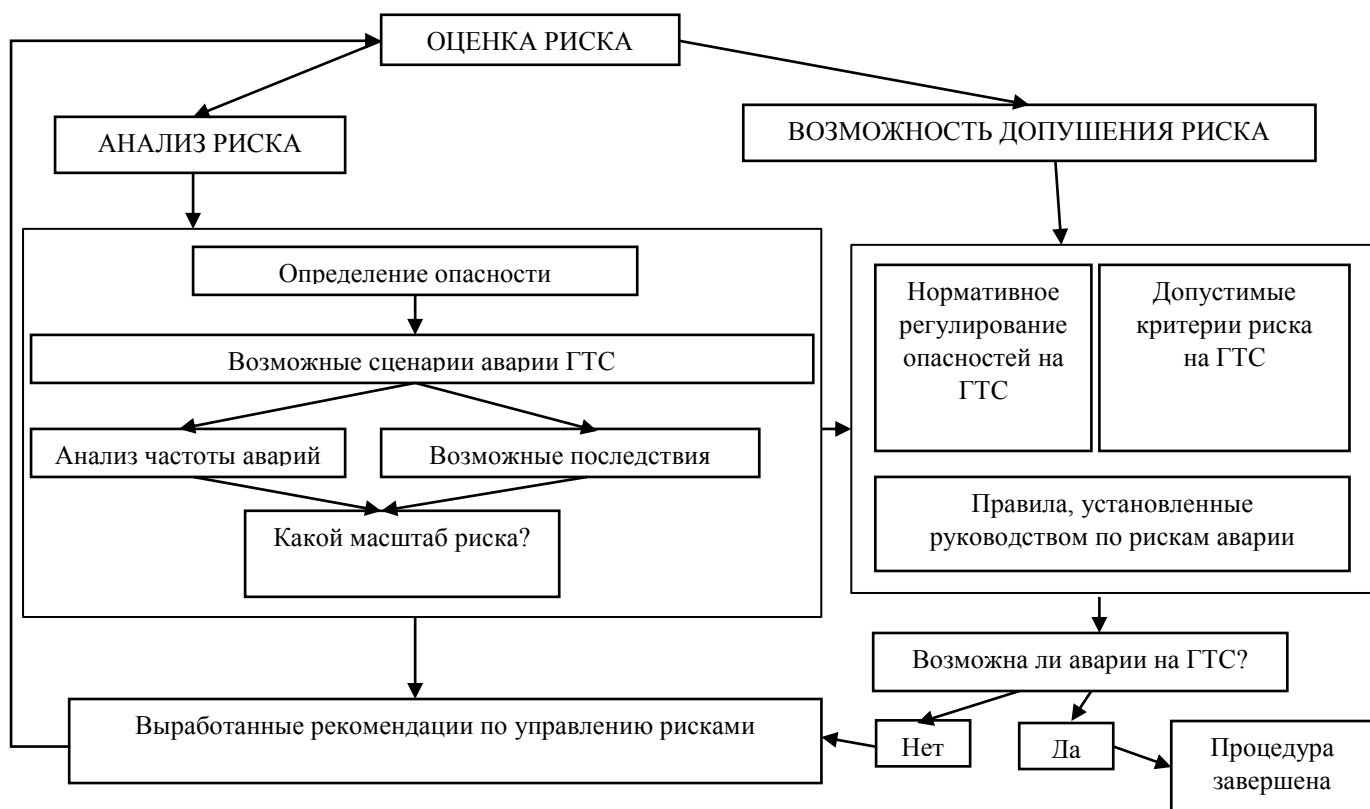 ОЦЕНКА РИСКА
АНАЛИЗ РИСКА
ВОЗМОЖНОСТЬ ДОПУШЕНИЯ РИСКА
Определение опасности
Возможные сценарии аварии ГТС
Анализ частоты аварий
Возможные последствия
Какой масштаб риска?
Нормативное
регулирование
опасностей на
ГТС
Допустимые
критерии риска
на ГТС
Правила, установленные
руководством по рискам аварии
Возможна ли аварии на ГТС?
Выработанные рекомендации по управлению рисками
Нет
Да
Процедура
завершена